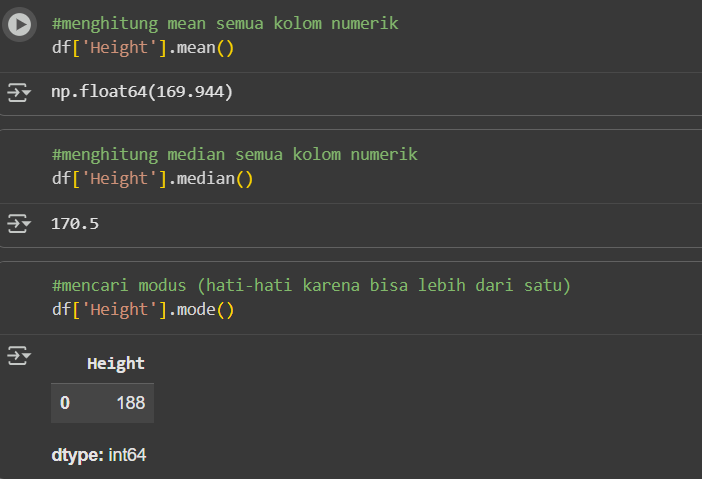 #menghitung mean semua kolom numerik
df['Height'].mean()
np.float64(169.944)
#menghitung median semua kolom numerik
df['Height'].median()
170.5
#mencari modus (hati-hati karena bisa lebih dari satu)
df['Height'].mode()
Height
0 188
dtype: int64